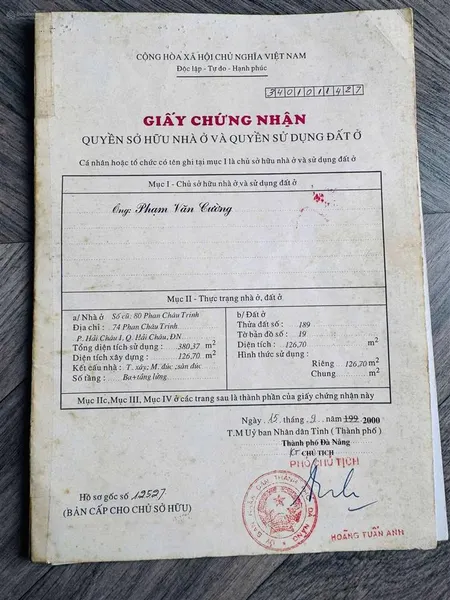 CỘNG HÒA XÃ HỘI CHỦ NGHĨA VIỆT NAM
Độc lập - Tự do - Hạnh phúc
3401011427
GIẤY CHỨNG NHẬN
QUYỀN SỞ HỮU NHÀ Ở VÀ QUYỀN SỬ DỤNG ĐẤT Ở
Cá nhân hoặc tổ chức có tên ghi tại mục I là chủ sở hữu nhà ở và sử dụng đất ở
Mục I - Chủ sở hữu nhà ở và sử dụng đất ở
Ông: Phạm Văn Cường
Mục II - Thực trạng nhà ở, đất ở
a/ Nhà ở Số cũ: 80 Phan Châu Trinh
Địa chỉ : 74 Phan Châu Trinh
P. Hải Châu I, Q. Hải Châu, ĐN
Tổng diện tích sử dụng : 380,37 m2
Diện tích xây dựng : 126,70 m2
Kết cấu nhà : T. xây; M. đúc ,sàn đúc
Số tầng : Ba+tầng lửng
b/ Đất ở
Thửa đất số : 189
Tờ bản đồ số : 19
Diện tích : 126,70 m2
Hình thức sử dụng :
Riêng 126,70 m2
Chung m2
Mục IIc, Mục III, Mục IV ở các trang sau là thành phần của giấy chứng nhận này
Ngày 15 tháng 9 năm 199 2000
T.M Uỷ ban Nhân dân Tỉnh ( Thành phố )
Thành phố Đà Nẵng
KT CHỦ TỊCH
PHÓ CHỦ TỊCH
ỦY BAN NHÂN DÂN THÀNH PHỐ ĐÀ NẴNG
Hồ sơ gốc số 12527
(BẢN CẤP CHO CHỦ SỞ HỮU)
HOÀNG TUẤN ANH